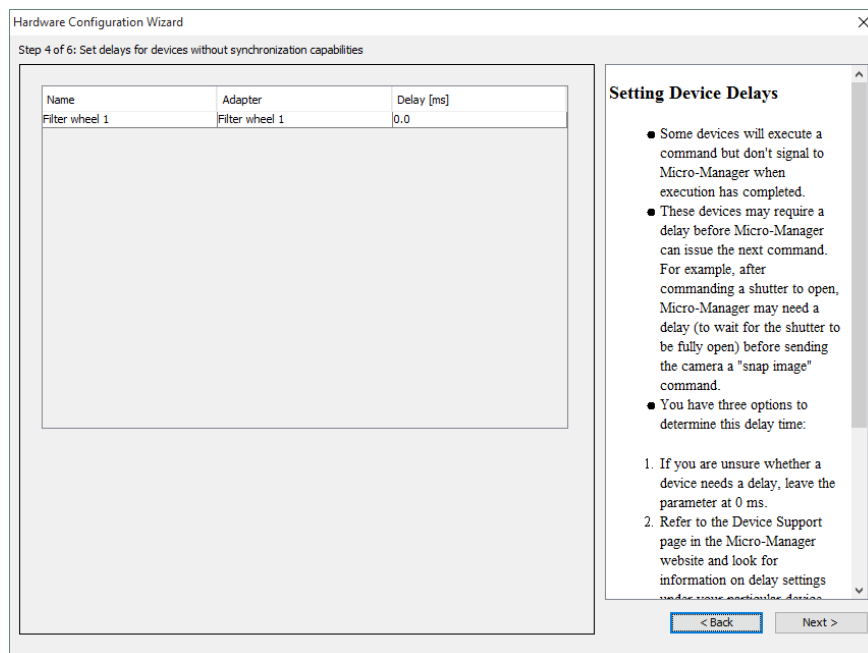 Hardware Configuration Wizard
Step 4 of 6: Set delays for devices without synchronization capabilities
Name Adapter Delay [ms]
Filter wheel 1 Filter wheel 1 0.0
Setting Device Delays
Some devices will execute a
command but don't signal to
Micro-Manager when
execution has completed.
These devices may require a
delay before Micro-Manager
can issue the next command.
For example, after
commanding a shutter to open,
Micro-Manager may need a
delay (to wait for the shutter to
be fully open) before sending
the camera a "snap image"
command.
You have three options to
determine this delay time:
1. If you are unsure whether a
device needs a delay, leave the
parameter at 0 ms.
2. Refer to the Device Support
page in the Micro-Manager
website and look for
information on delay settings
under your particular device
< Back Next >